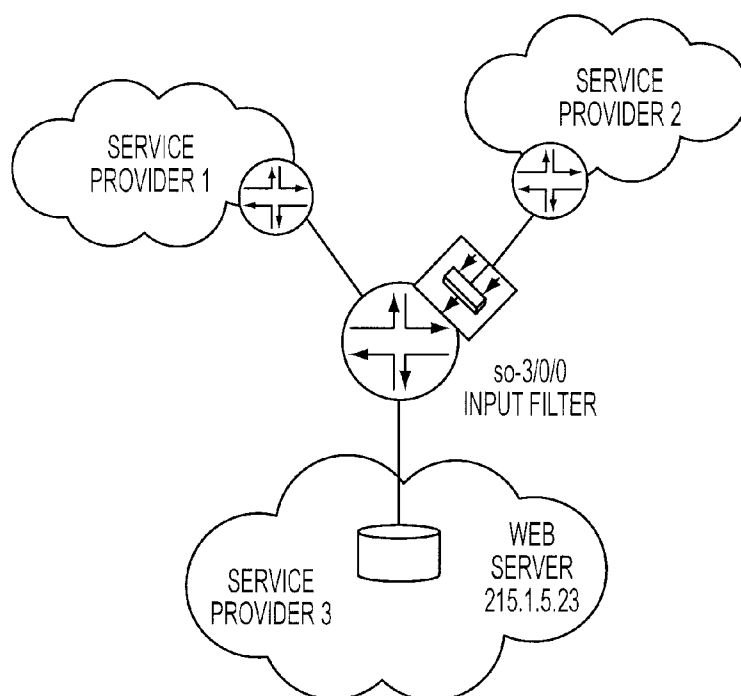 SERVICE
PROVIDER 1
SERVICE
PROVIDER 2
so-3/0/0
INPUT FILTER
SERVICE
PROVIDER 3
WEB
SERVER
215.1.5.23